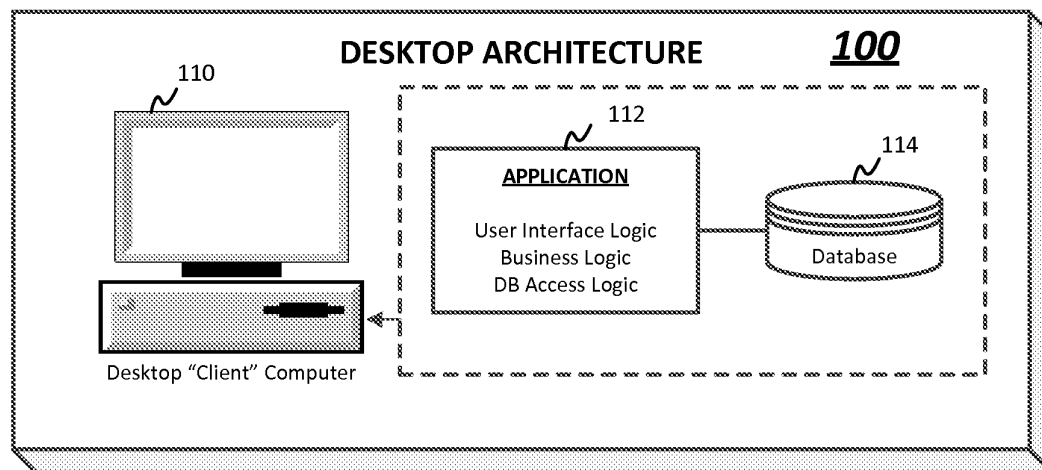 DESKTOP ARCHITECTURE
100
110
112
114
APPLICATION
User Interface Logic
Business Logic
DB Access Logic
Database
Desktop “Client” Computer